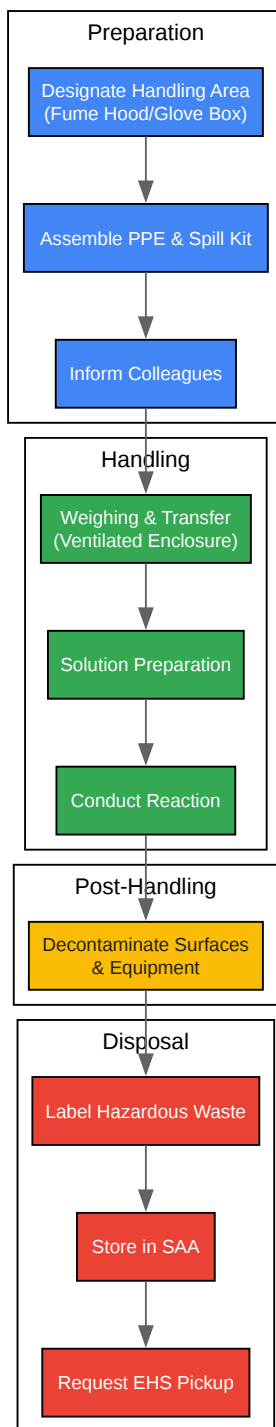 Preparation
Designate Handling Area
(Fume Hood/Glove Box)
Assemble PPE & Spill Kit
Inform Colleagues
Handling
Weighing & Transfer
(Ventilated Enclosure)
Solution Preparation
Conduct Reaction
Post-Handling
Decontaminate Surfaces
& Equipment
Disposal
Label Hazardous Waste
Store in SAA
Request EHS Pickup